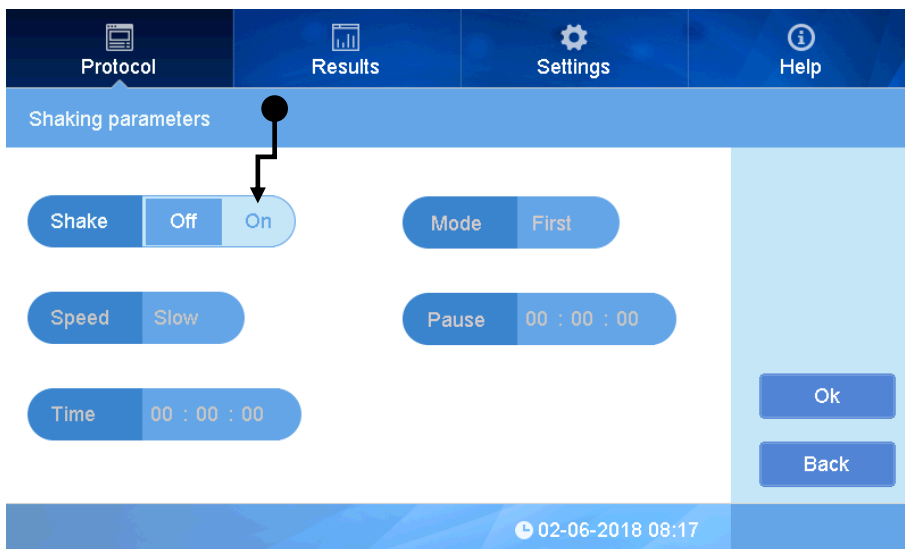 Protocol
Results
Settings
Help
Shaking parameters
Shake Off On
Mode First
Speed Slow
Pause 00 : 00 : 00
Time 00 : 00 : 00
Ok
Back
02-06-2018 08:17